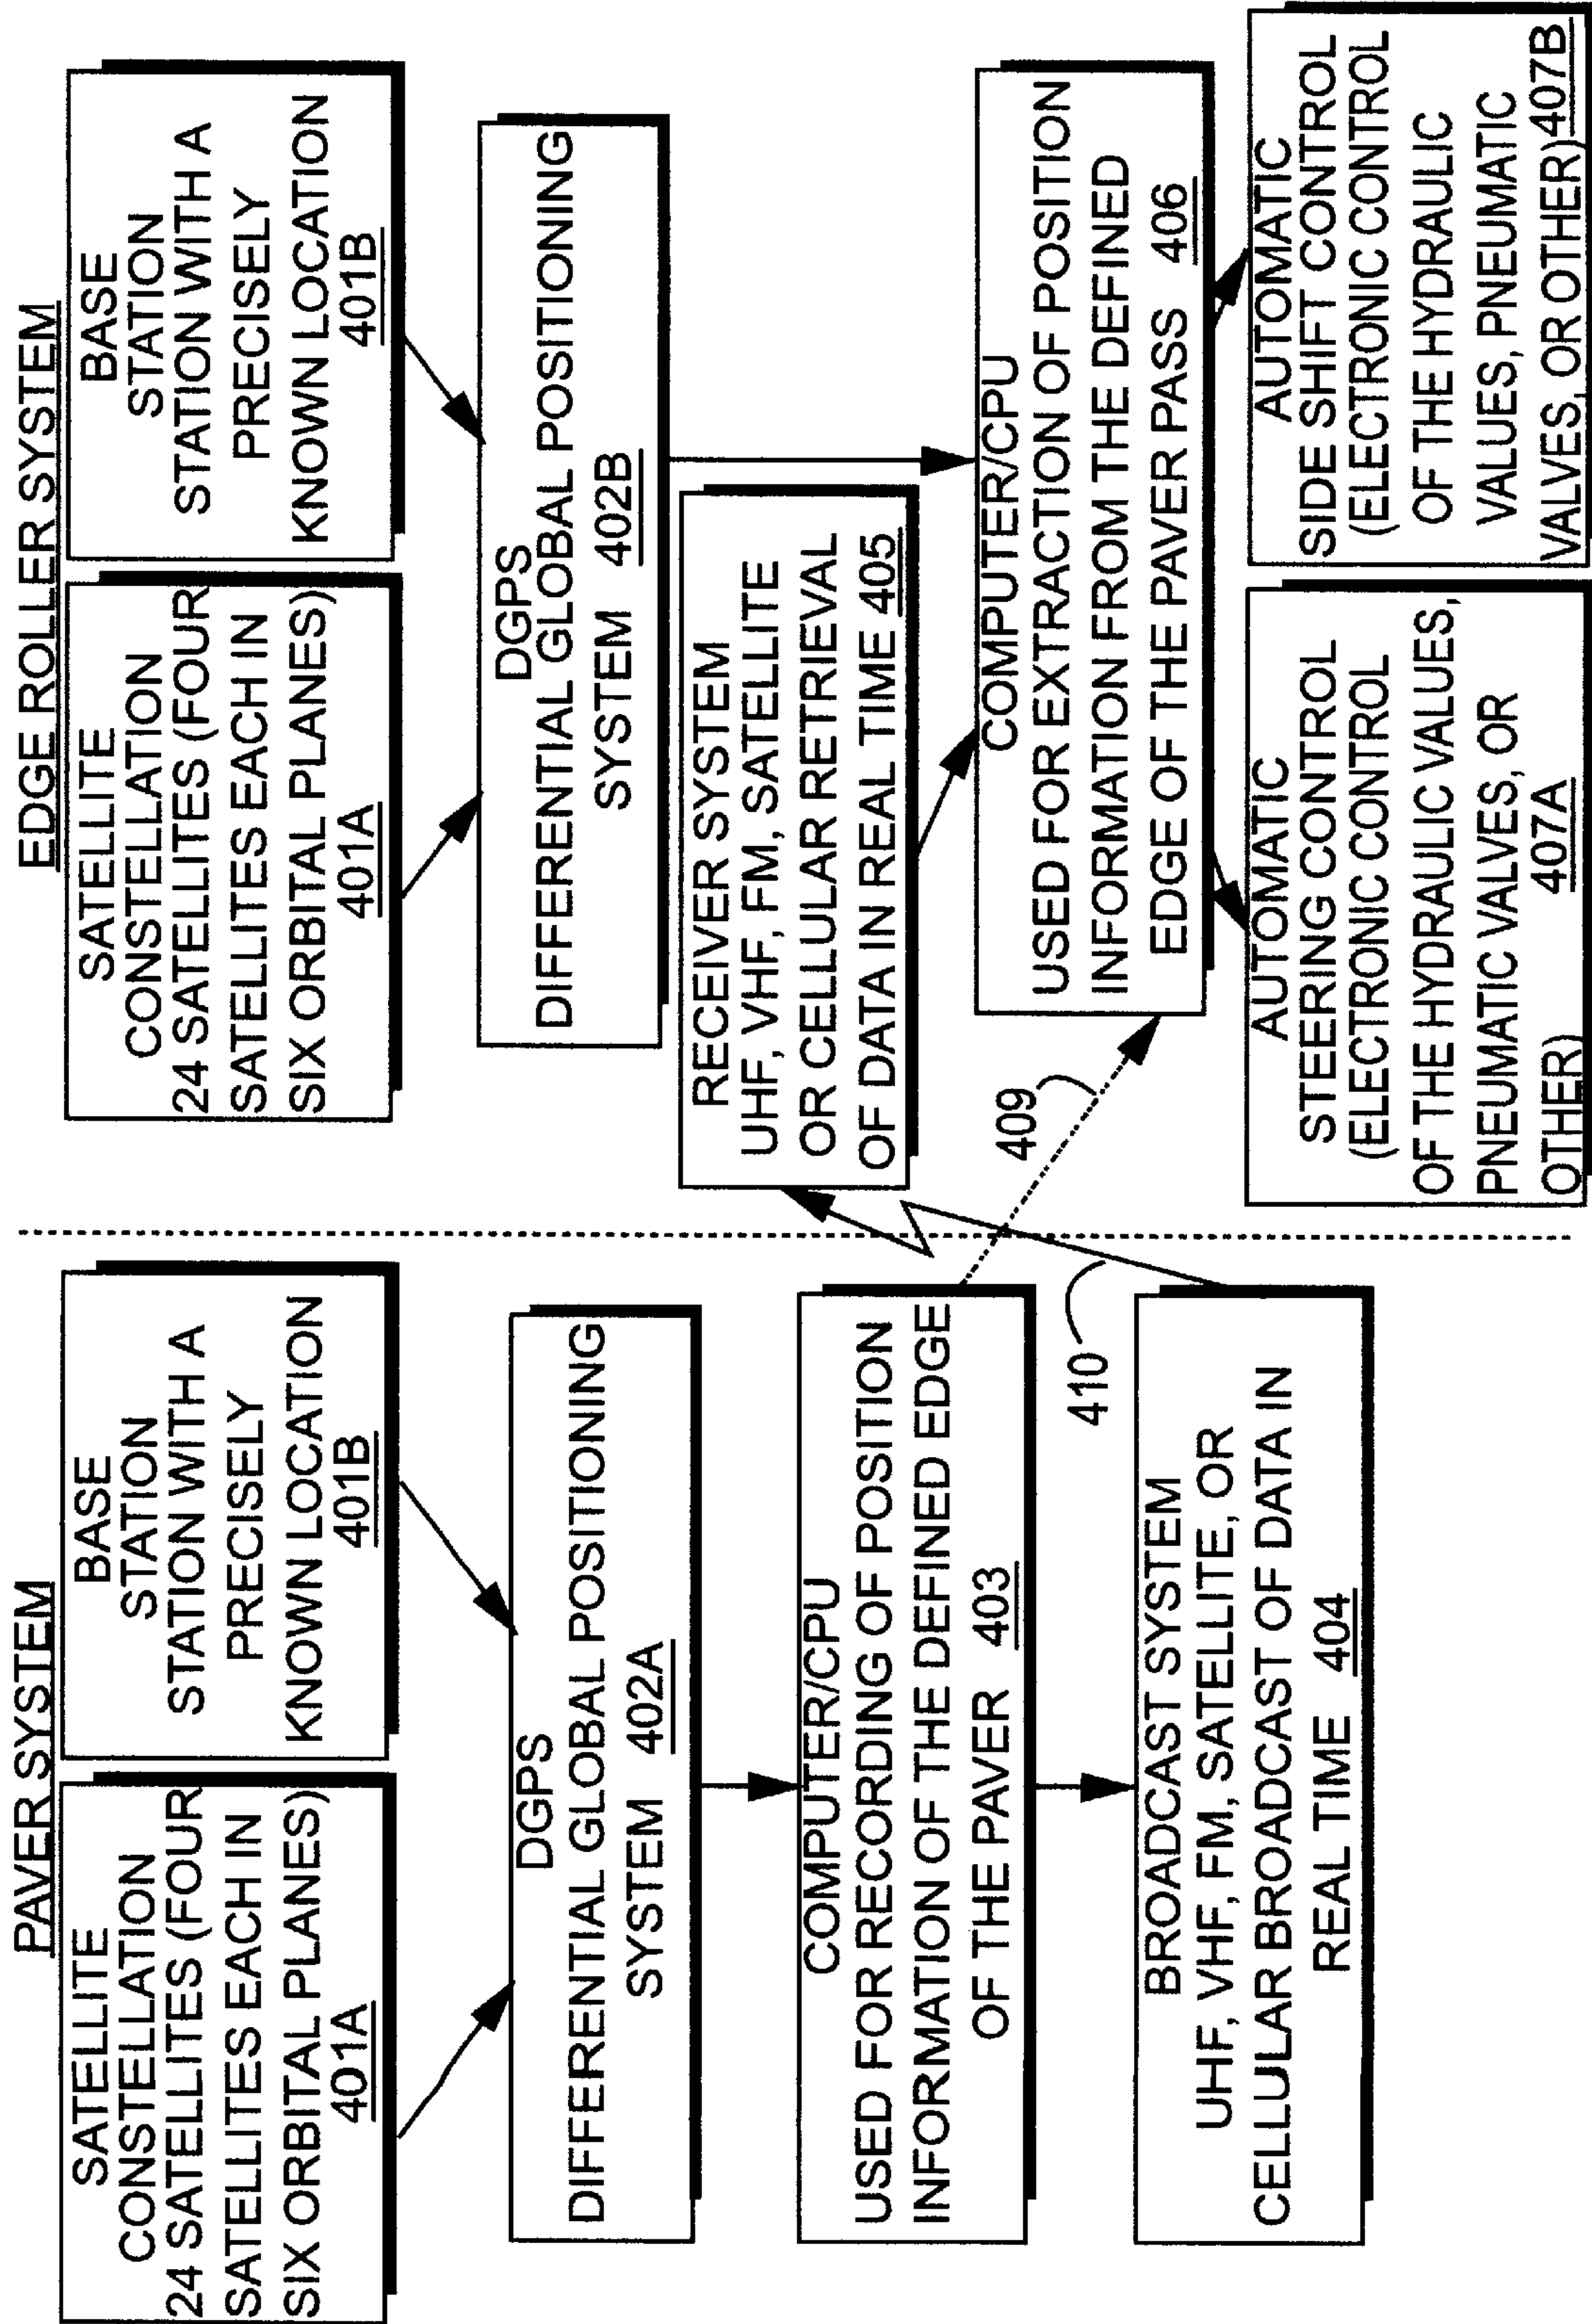 PAVER SYSTEM
SATELLITE
CONSTELLATION
24 SATELLITES (FOUR
SATELLITES EACH IN
SIX ORBITAL PLANES)
401A
BASE
STATION
STATION WITH A
PRECISELY
KNOWN LOCATION
401B
DGPS
DIFFERENTIAL GLOBAL POSITIONING
SYSTEM 402A
COMPUTER/CPU
USED FOR RECORDING OF POSITION
INFORMATION OF THE DEFINED EDGE
OF THE PAVER 403
BROADCAST SYSTEM
UHF, VHF, FM, SATELLITE, OR
CELLULAR BROADCAST OF DATA IN
REAL TIME 404
410
409
EDGE ROLLER SYSTEM
SATELLITE
CONSTELLATION
24 SATELLITES (FOUR
SATELLITES EACH IN
SIX ORBITAL PLANES)
401A
BASE
STATION
STATION WITH A
PRECISELY
KNOWN LOCATION
401B
DGPS
DIFFERENTIAL GLOBAL POSITIONING
SYSTEM 402B
RECEIVER SYSTEM
UHF, VHF, FM, SATELLITE
OR CELLULAR RETRIEVAL
OF DATA IN REAL TIME 405
COMPUTER/CPU
USED FOR EXTRACTION OF POSITION
INFORMATION FROM THE DEFINED
EDGE OF THE PAVER PASS 406
AUTOMATIC
STEERING CONTROL
(ELECTRONIC CONTROL
OF THE HYDRAULIC VALUES,
PNEUMATIC VALVES, OR
OTHER) 407A
AUTOMATIC
SIDE SHIFT CONTROL
(ELECTRONIC CONTROL
OF THE HYDRAULIC
VALUES, PNEUMATIC
VALVES, OR OTHER) 407B